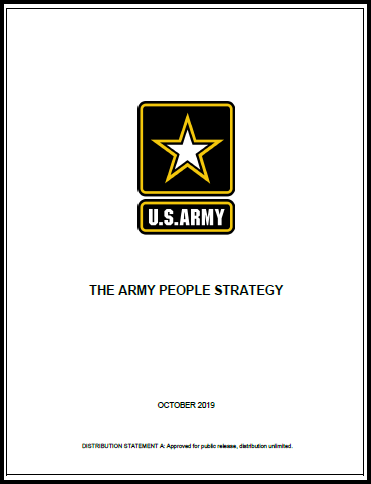 U.S.ARMY
THE ARMY PEOPLE STRATEGY
OCTOBER 2019
DISTRIBUTION STATEMENT A: Approved for public release, distribution unlimited.